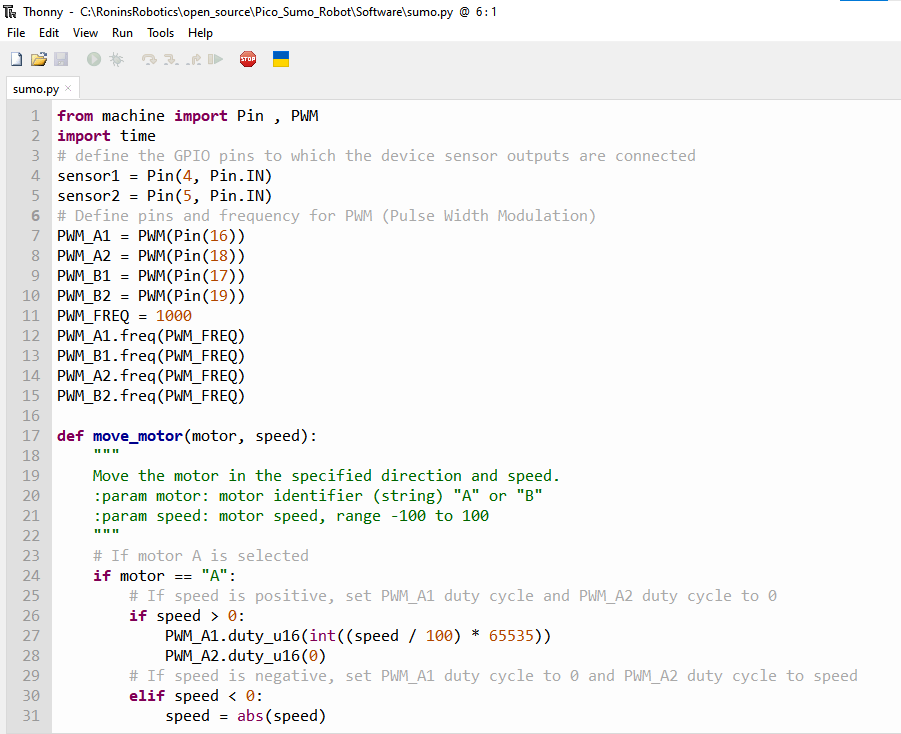 Thonny - C:\RoninsRobotics\open_source\Pico_Sumo_Robot\Software\sumo.py @ 6:1
File Edit View Run Tools Help
STOP
sumo.py ×
1 from machine import Pin , PWM
2 import time
3 # define the GPIO pins to which the device sensor outputs are connected
4 sensor1 = Pin(4, Pin.IN)
5 sensor2 = Pin(5, Pin.IN)
6 # Define pins and frequency for PWM (Pulse Width Modulation)
7 PWM_A1 = PWM(Pin(16))
8 PWM_A2 = PWM(Pin(18))
9 PWM_B1 = PWM(Pin(17))
10 PWM_B2 = PWM(Pin(19))
11 PWM_FREQ = 1000
12 PWM_A1.freq(PWM_FREQ)
13 PWM_B1.freq(PWM_FREQ)
14 PWM_A2.freq(PWM_FREQ)
15 PWM_B2.freq(PWM_FREQ)
16
17 def move_motor(motor, speed):
18     """
19     Move the motor in the specified direction and speed.
20     :param motor: motor identifier (string) "A" or "B"
21     :param speed: motor speed, range -100 to 100
22     """
23     # If motor A is selected
24     if motor == "A":
25         # If speed is positive, set PWM_A1 duty cycle and PWM_A2 duty cycle to 0
26         if speed > 0:
27             PWM_A1.duty_u16(int((speed / 100) * 65535))
28             PWM_A2.duty_u16(0)
29         # If speed is negative, set PWM_A1 duty cycle to 0 and PWM_A2 duty cycle to speed
30         elif speed < 0:
31             speed = abs(speed)